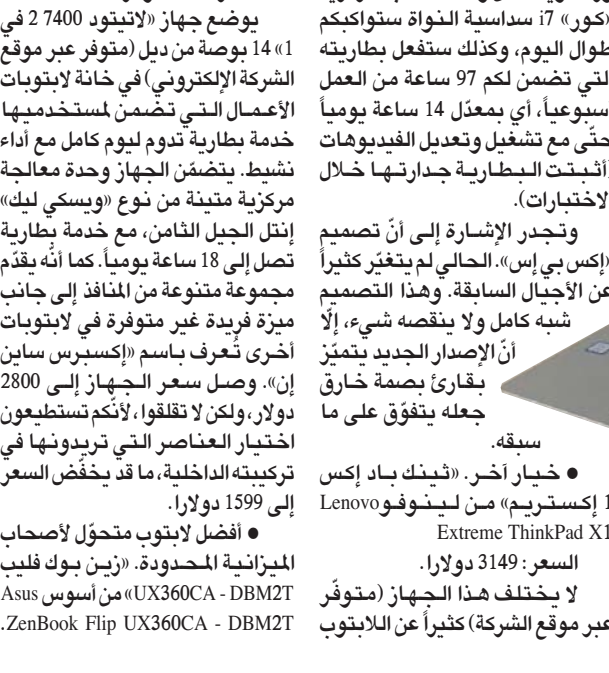 «كور» i7 سداسية النواة ستواكبكم
طوال اليوم، وكذلك ستفعل بطاريته
التي تضمن لكم 97 ساعة من العمل
أسبوعياً، أي بمعدّل 14 ساعة يومياً
حتّى مع تشغيل وتعديل الفيديوهات
(أثبتت البطارية جدارتها خلال
الاختبارات).
وتجدر الإشارة إلى أنّ تصميم
«إكس بي إس». الحالي لم يتغيّر كثيراً
عن الأجيال السابقة. وهذا التصميم
شبه كامل ولا ينقصه شيء، إلّا
أنّ الإصدار الجديد يتميّز
بقارئ بصمة خارق
جعله يتفوّق على ما
سبقه.
● خيار آخر. «ثينك باد إكس
1 إكستريم» من لينوفو Lenovo
Extreme ThinkPad X1
السعر: 3149 دولارا.
لا يختلف هذا الجهاز (متوفّر
عبر موقع الشركة) كثيراً عن اللابتوب
يوضع جهاز «لاتيتود 7400 2 في
1» 14 بوصة من ديل (متوفر عبر موقع
الشركة الإلكتروني) في خانة لابتوبات
الأعمال التي تضمن لمستخدميها
خدمة بطارية تدوم ليوم كامل مع أداء
نشيط. يتضمّن الجهاز وحدة معالجة
مركزية متينة من نوع «ويسكي ليك»
إنتل الجيل الثامن، مع خدمة بطارية
تصل إلى 18 ساعة يومياً. كما أنّه يقدّم
مجموعة متنوعة من المنافذ إلى جانب
ميزة فريدة غير متوفرة في لابتوبات
أخرى تُعرف باسم «إكسبرس ساين
إن». وصل سعر الجهاز إلى 2800
دولار، ولكن لا تقلقوا، لأنّكم تستطيعون
اختيار العناصر التي تريدونها في
تركيبته الداخلية، ما قد يخفّض السعر
إلى 1599 دولارا.
● أفضل لابتوب متحوّل لأصحاب
الميزانية المحدودة. «زين بوك فليب
UX360CA - DBM2T» من أسوس Asus
ZenBook Flip UX360CA - DBM2T.